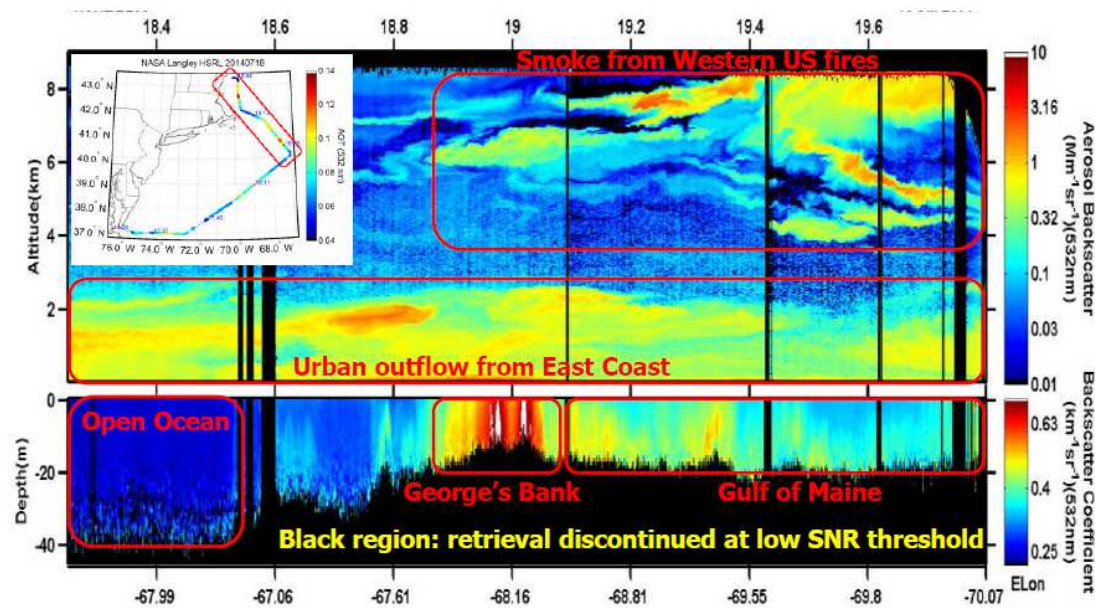 18.4 18.6 18.8 19 19.2 19.4 19.6
NASA Langley HSRL 20140718
43.0° N
42.0° N
41.0° N
40.0° N
39.0° N
38.0° N
37.0° N
76.0° W 74.0° W 72.0° W 70.0° W 68.0° W
0.14
0.12
0.10
0.08
0.06
0.04
AOT (532 nm)
Smoke from Western US fires
Urban outflow from East Coast
Altitude(km)
8
6
4
2
10
3.16
1
0.32
0.1
0.03
0.01
Aerosol Backscatter
(Mm⁻¹sr⁻¹)(532nm)
Open Ocean
George's Bank
Gulf of Maine
Black region: retrieval discontinued at low SNR threshold
Depth(m)
0
-20
-40
0.63
0.4
0.25
Backscatter Coefficient
(km⁻¹sr⁻¹)(532nm)
ELon
-67.99 -67.06 -67.61 -68.16 -68.81 -69.55 -69.8 -70.07